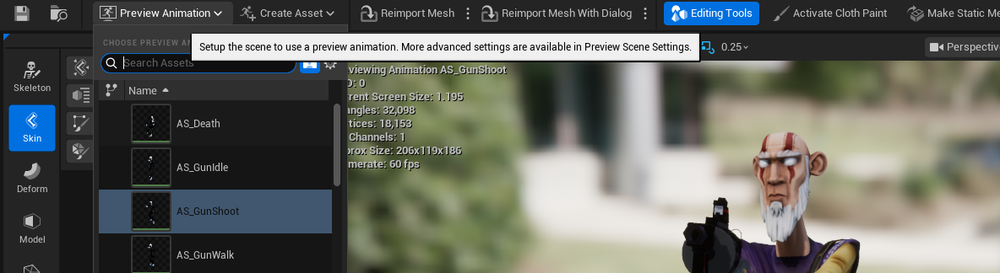 Preview Animation
Create Asset
Reimport Mesh
Reimport Mesh With Dialog
Editing Tools
Activate Cloth Paint
Make Static Me
CHOOSE PREVIEW AN
Setup the scene to use a preview animation. More advanced settings are available in Preview Scene Settings.
0.25
Perspective
Search Assets
Name
viewing Animation AS_GunShoot
D: 0
rent Screen Size: 1.195
angles: 32,098
tices: 18,153
Channels: 1
prox Size: 206x119x186
merate: 60 fps
Skeleton
Skin
Deform
Model
AS_Death
AS_GunIdle
AS_GunShoot
AS_GunWalk